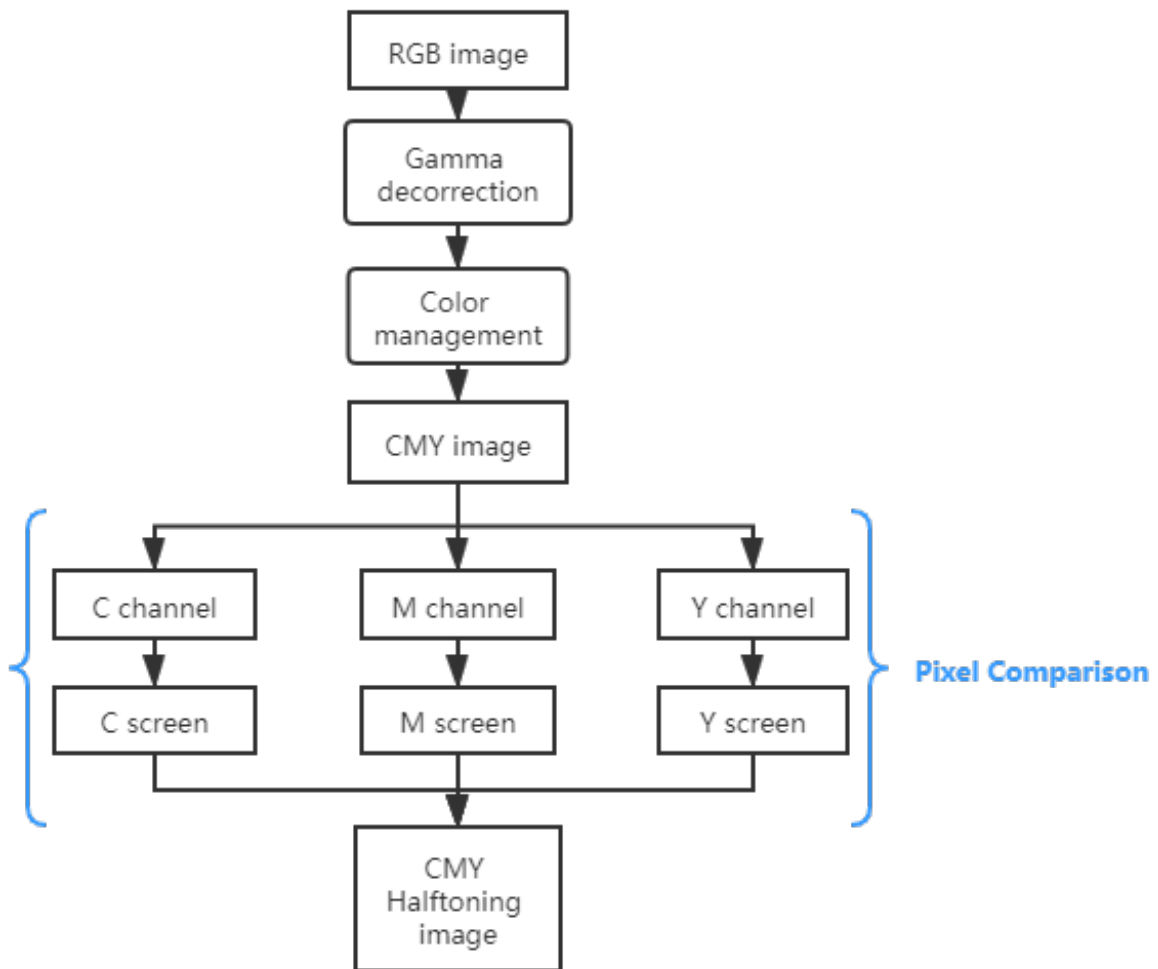 RGB image
Gamma
decorrection
Color
management
CMY image
C channel
M channel
Y channel
C screen
M screen
Y screen
Pixel Comparison
CMY
Halftoning
image